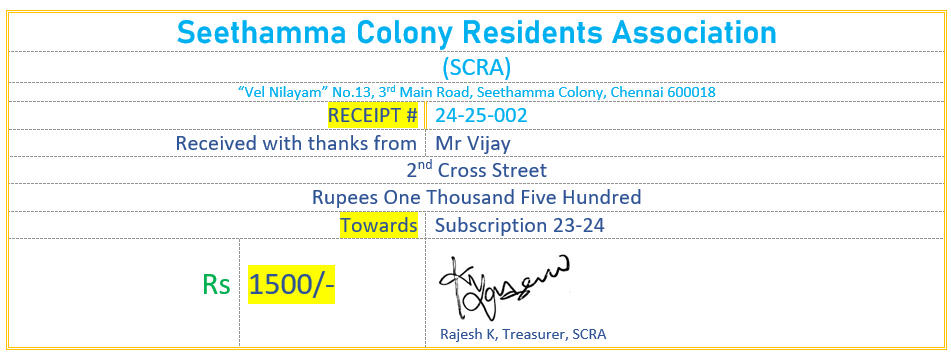 Seethamma Colony Residents Association
(SCRA)
“Vel Nilayam” No.13, 3rd Main Road, Seethamma Colony, Chennai 600018
RECEIPT # 24-25-002
Received with thanks from Mr Vijay
2nd Cross Street
Rupees One Thousand Five Hundred
Towards Subscription 23-24
Rs 1500/-
Rajesh K, Treasurer, SCRA